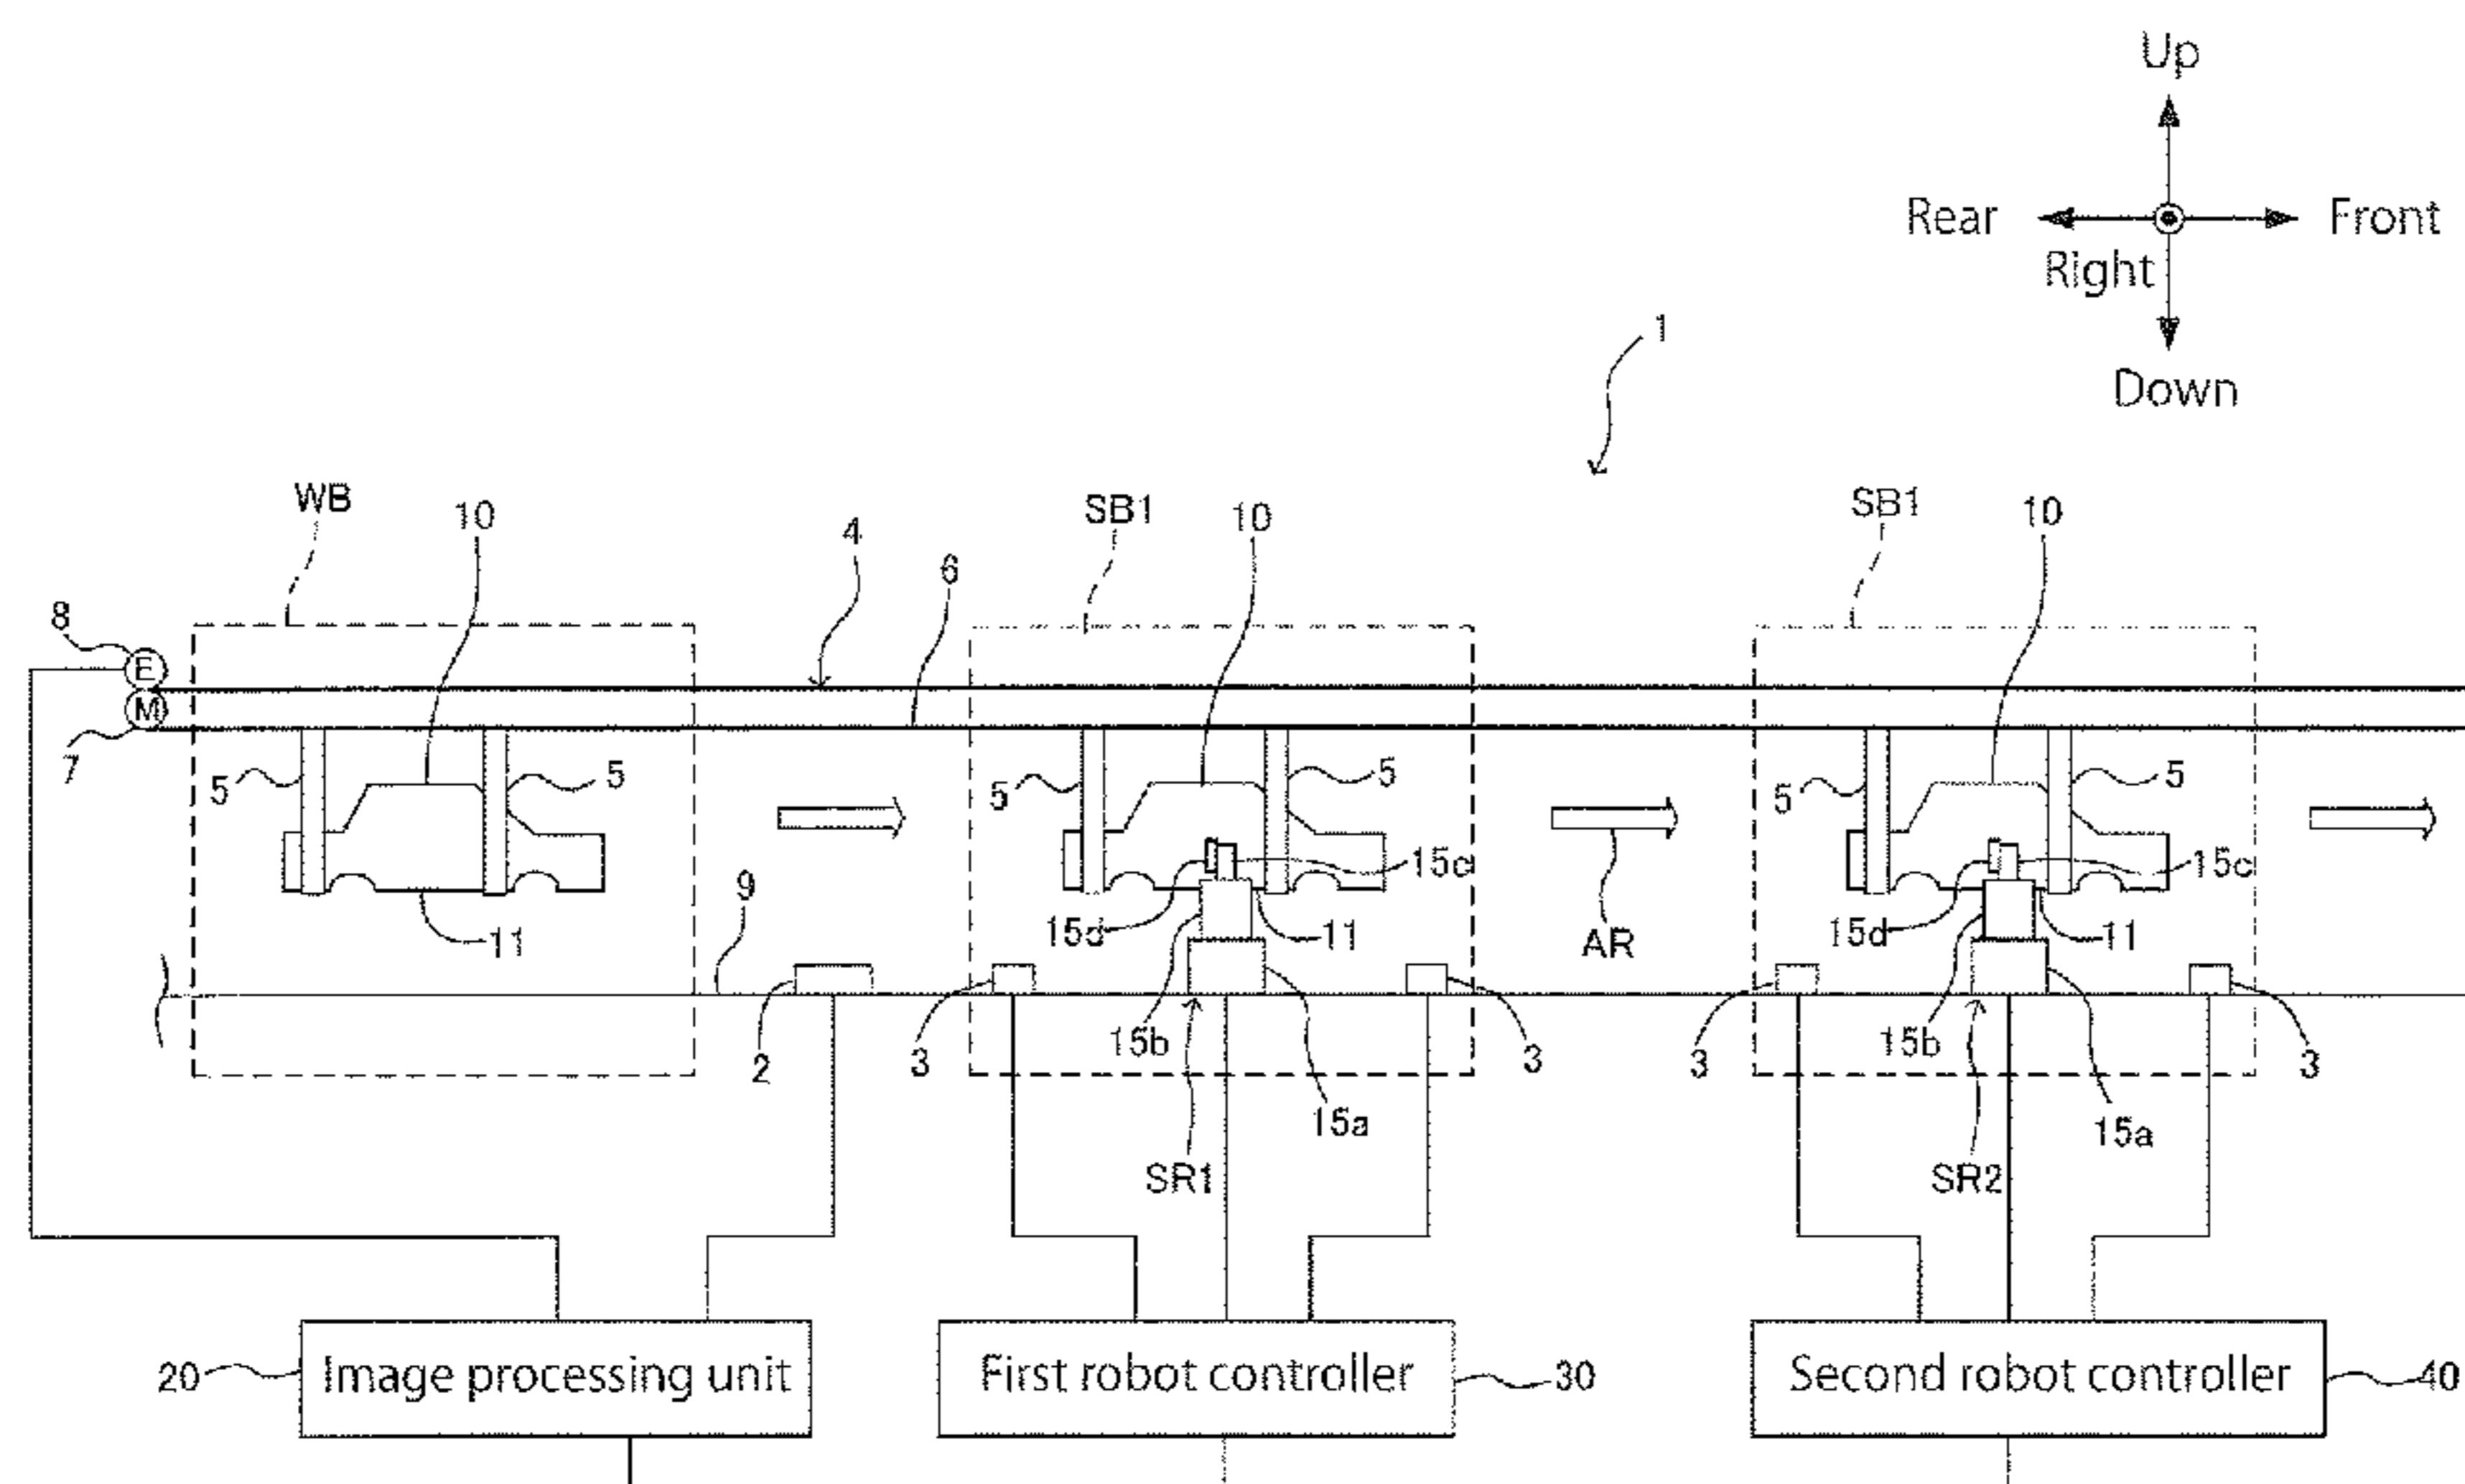 Up
Rear
Front
Right
Down
1
WB
10
SB1
10
SB1
10
4
6
8
E
M
7
5
5
5
5
5
5
15c
15c
9
11
15d
11
AR
15d
11
2
3
15b
3
3
15b
3
15a
15a
SR1
SR2
20
Image processing unit
First robot controller
30
Second robot controller
40